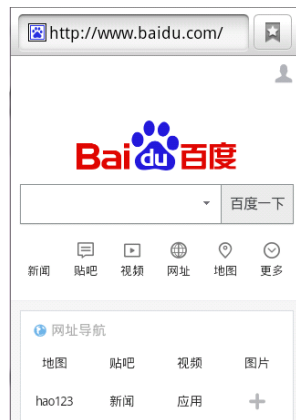 http://www.baidu.com/
Bai du 百度
百度一下
新闻 贴吧 视频 网址 地图 更多
网址导航
地图 贴吧 视频 图片
hao123 新闻 应用